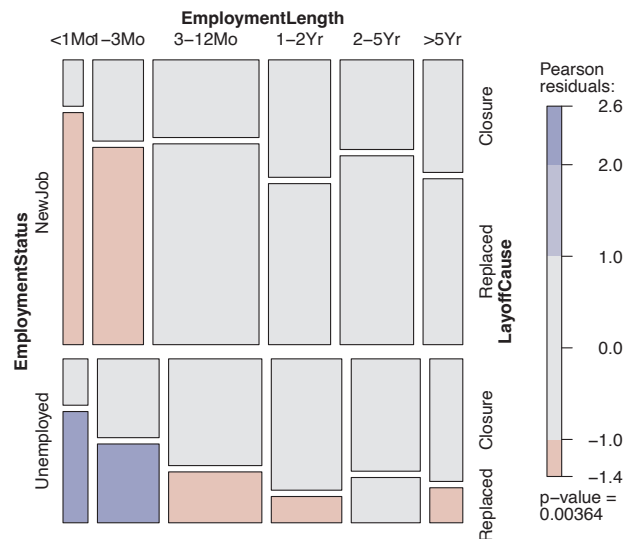 EmploymentLength
<1Mo 1−3Mo 3−12Mo 1−2Yr 2−5Yr >5Yr
EmploymentStatus
NewJob
Unemployed
Closure
Replaced
Closure
Replaced
LayoffCause
Pearson
residuals:
2.6
2.0
1.0
0.0
−1.0
−1.4
p−value =
0.00364